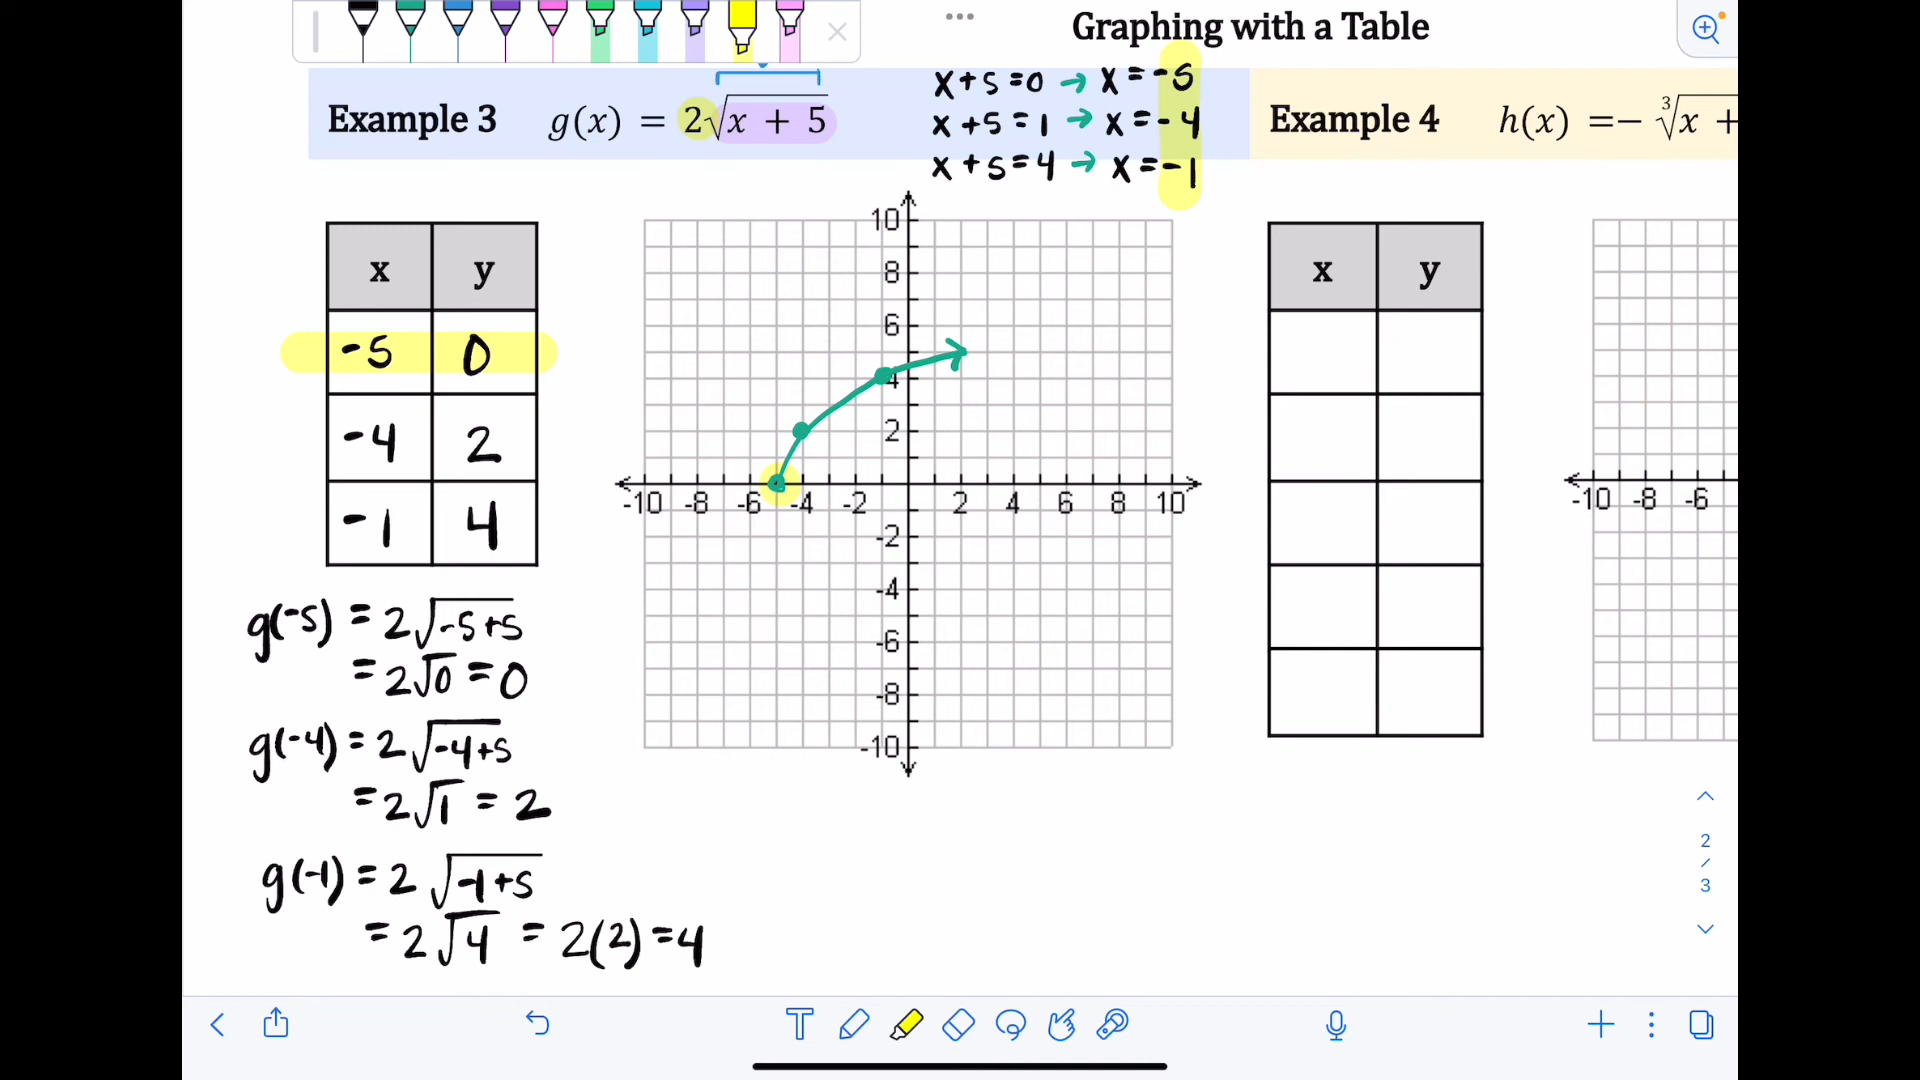 Graphing with a Table
Example 3 g(x) = 2√x + 5
x+5=0 → x=-5
x+5=1 → x=-4
x+5=4 → x=-1
Example 4 h(x) =- ∛x +
x y
-5 0
-4 2
-1 4
g(-5) = 2√-5+5
= 2√0 = 0
g(-4) = 2√-4+5
= 2√1 = 2
g(-1) = 2√-1+5
= 2√4 = 2(2) = 4
10
8
6
4
2
-10 -8 -6 -4 -2 2 4 6 8 10
-2
-4
-6
-8
-10
x y
-10 -8 -6
2
/
3
T